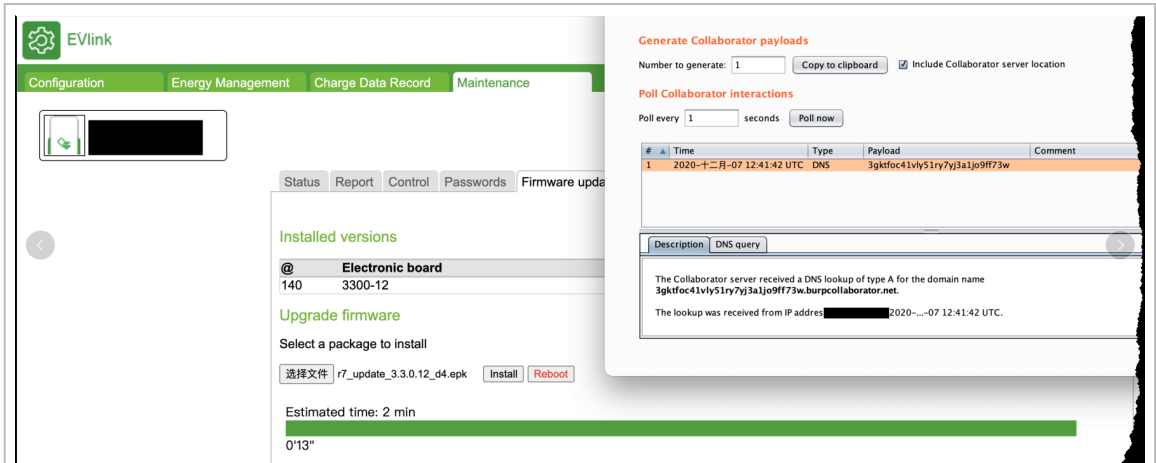 EVlink
Configuration
Energy Management
Charge Data Record
Maintenance
Status
Report
Control
Passwords
Firmware upda
Installed versions
@ Electronic board
140 3300-12
Upgrade firmware
Select a package to install
选择文件 r7_update_3.3.0.12_d4.epk Install Reboot
Estimated time: 2 min
0'13"
Generate Collaborator payloads
Number to generate: 1 Copy to clipboard Include Collaborator server location
Poll Collaborator interactions
Poll every 1 seconds Poll now
# Time Type Payload Comment
1 2020-十二月-07 12:41:42 UTC DNS 3gktfoc41vly51ry7yj3a1jo9ff73w
Description DNS query
The Collaborator server received a DNS lookup of type A for the domain name
3gktfoc41vly51ry7yj3a1jo9ff73w.burpcollaborator.net.
The lookup was received from IP addres 2020-...-07 12:41:42 UTC.